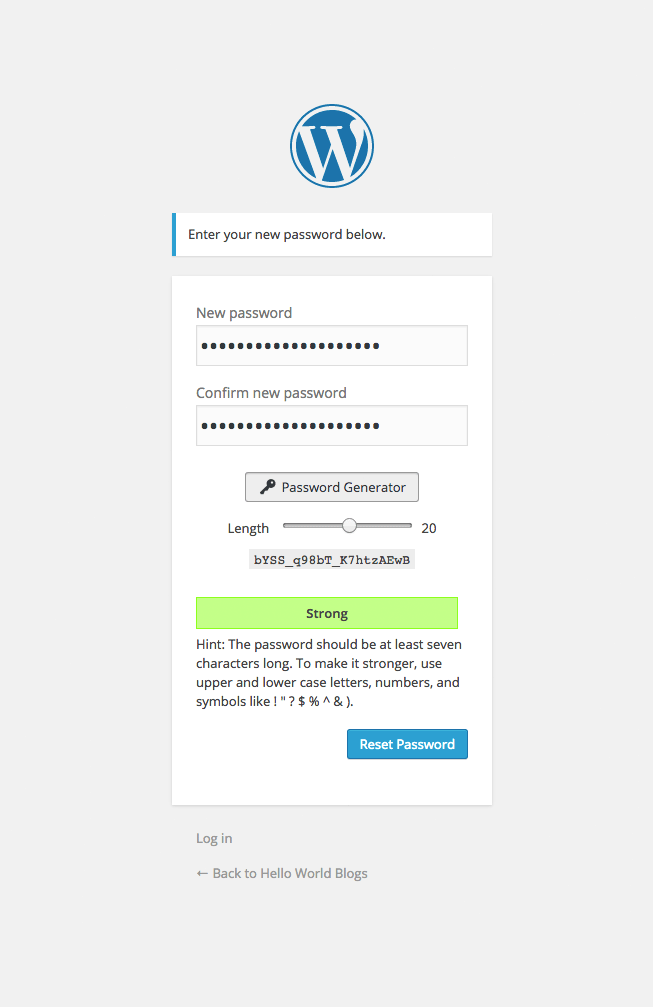 Enter your new password below.
New password
••••••••••••••••••••
Confirm new password
••••••••••••••••••••
Password Generator
Length 20
bYSS_q98bT_K7htzAEwB
Strong
Hint: The password should be at least seven
characters long. To make it stronger, use
upper and lower case letters, numbers, and
symbols like ! " ? $ % ^ & ).
Reset Password
Log in
← Back to Hello World Blogs